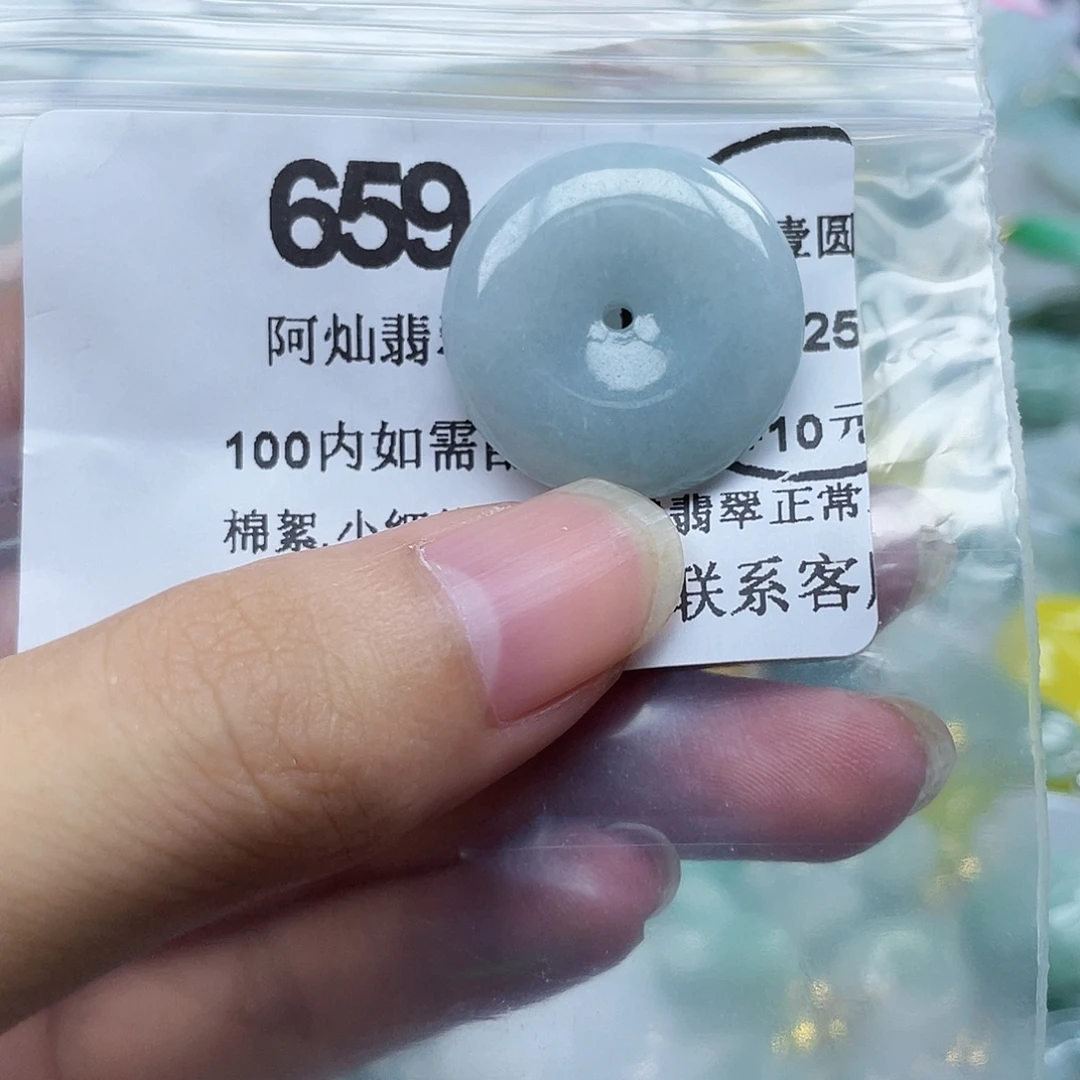 659
壹圆
阿灿翡
25
100内如需
10元
棉絮.小
翡翠正常
联系客